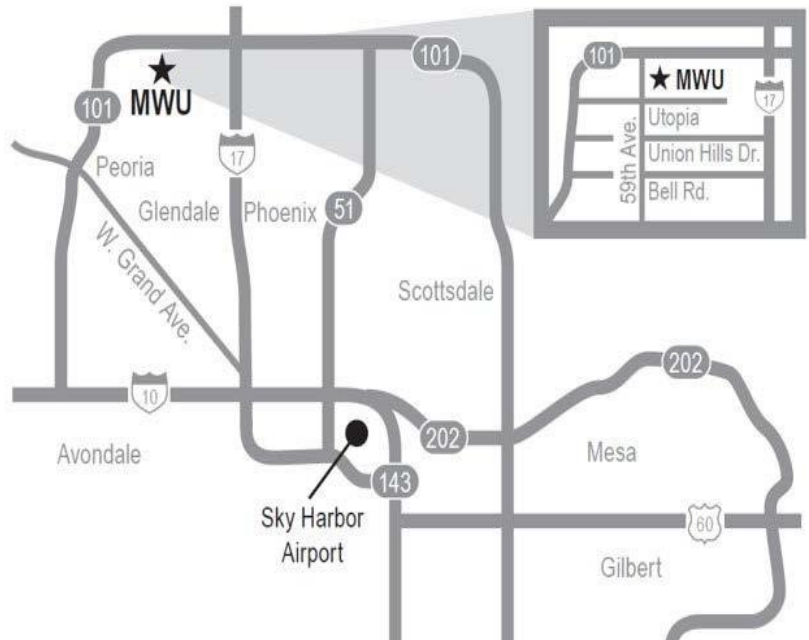 101
101
★ MWU
17
Utopia
59th Ave.
Union Hills Dr.
Bell Rd.
101
MWU
17
Peoria
Glendale
Phoenix
51
W. Grand Ave.
Scottsdale
10
202
202
Avondale
Mesa
143
Sky Harbor
Airport
60
Gilbert